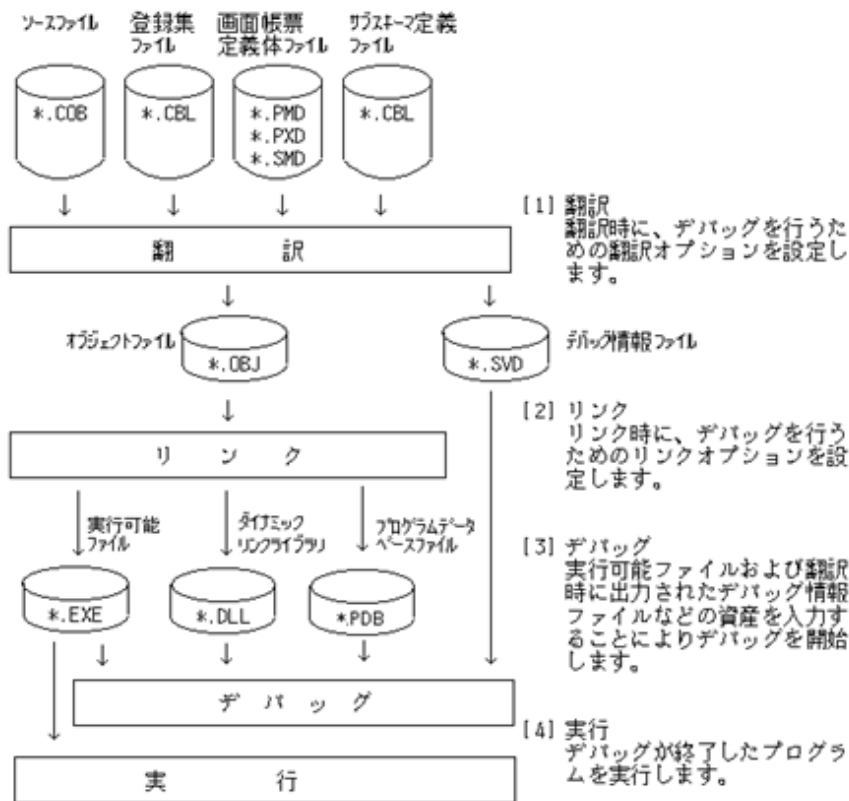 ソースファイル
登録集
ファイル
画面帳票
定義体ファイル
サブスキーマ定義
ファイル
*.COB
*.CBL
*.PMD
*.PXD
*.SMD
*.CBL
↓ ↓ ↓ ↓
[1] 翻訳
翻訳時に、デバッグを行うた
めの翻訳オプションを設定し
ます。
翻 訳
↓ ↓
オブジェクトファイル
*.OBJ
*.SVD
デバッグ情報ファイル
↓
[2] リンク
リンク時に、デバッグを行う
ためのリンクオプションを設
定します。
リ ン ク
実行可能
ファイル
ダイナミック
リンクライブラリ
プログラムデータ
ベースファイル
*.EXE
*.DLL
*PDB
[3] デバッグ
実行可能ファイルおよび翻訳
時に出力されたデバッグ情報
ファイルなどの資産を入力す
ることによりデバッグを開始
します。
↓ ↓ ↓
デ バ ッ グ
[4] 実行
デバッグが終了したプログラ
ムを実行します。
実 行